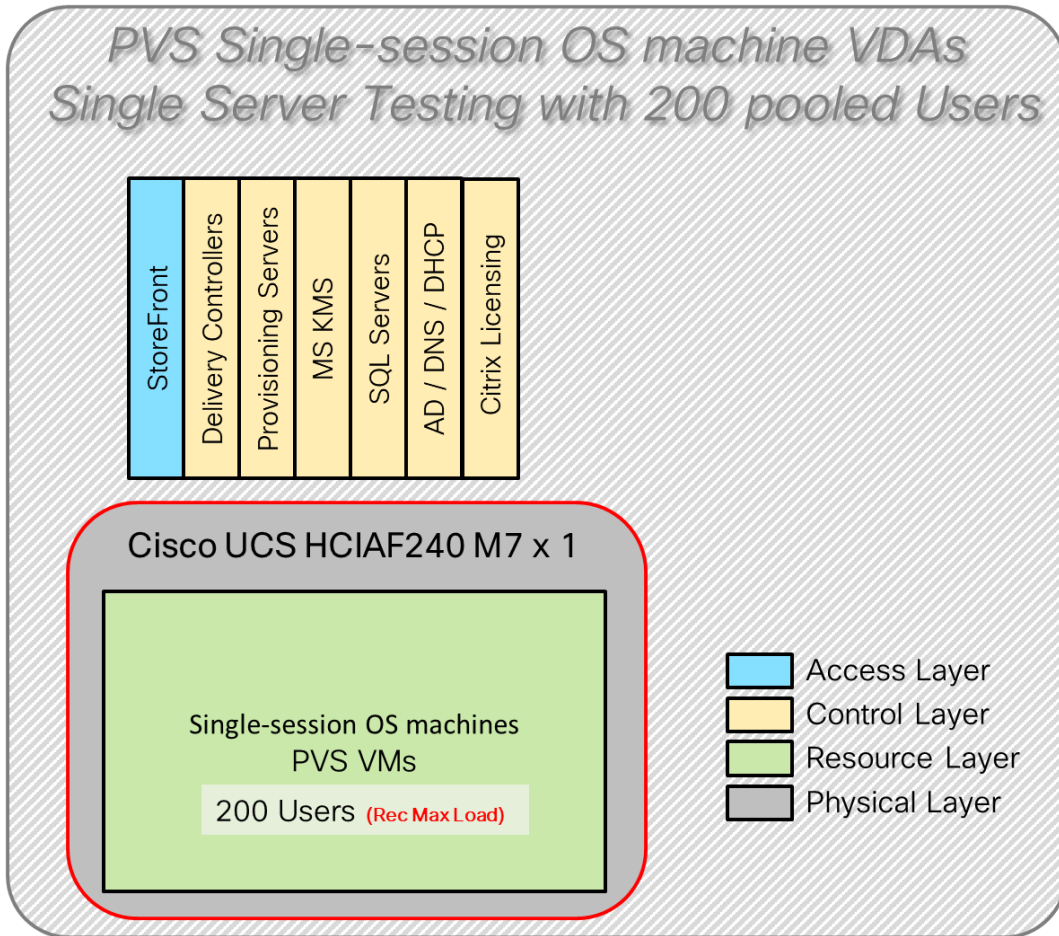 PVS Single-session OS machine VDAs
Single Server Testing with 200 pooled Users
StoreFront
Delivery Controllers
Provisioning Servers
MS KMS
SQL Servers
AD / DNS / DHCP
Citrix Licensing
Cisco UCS HCIAF240 M7 x 1
Single-session OS machines
PVS VMs
200 Users (Rec Max Load)
Access Layer
Control Layer
Resource Layer
Physical Layer